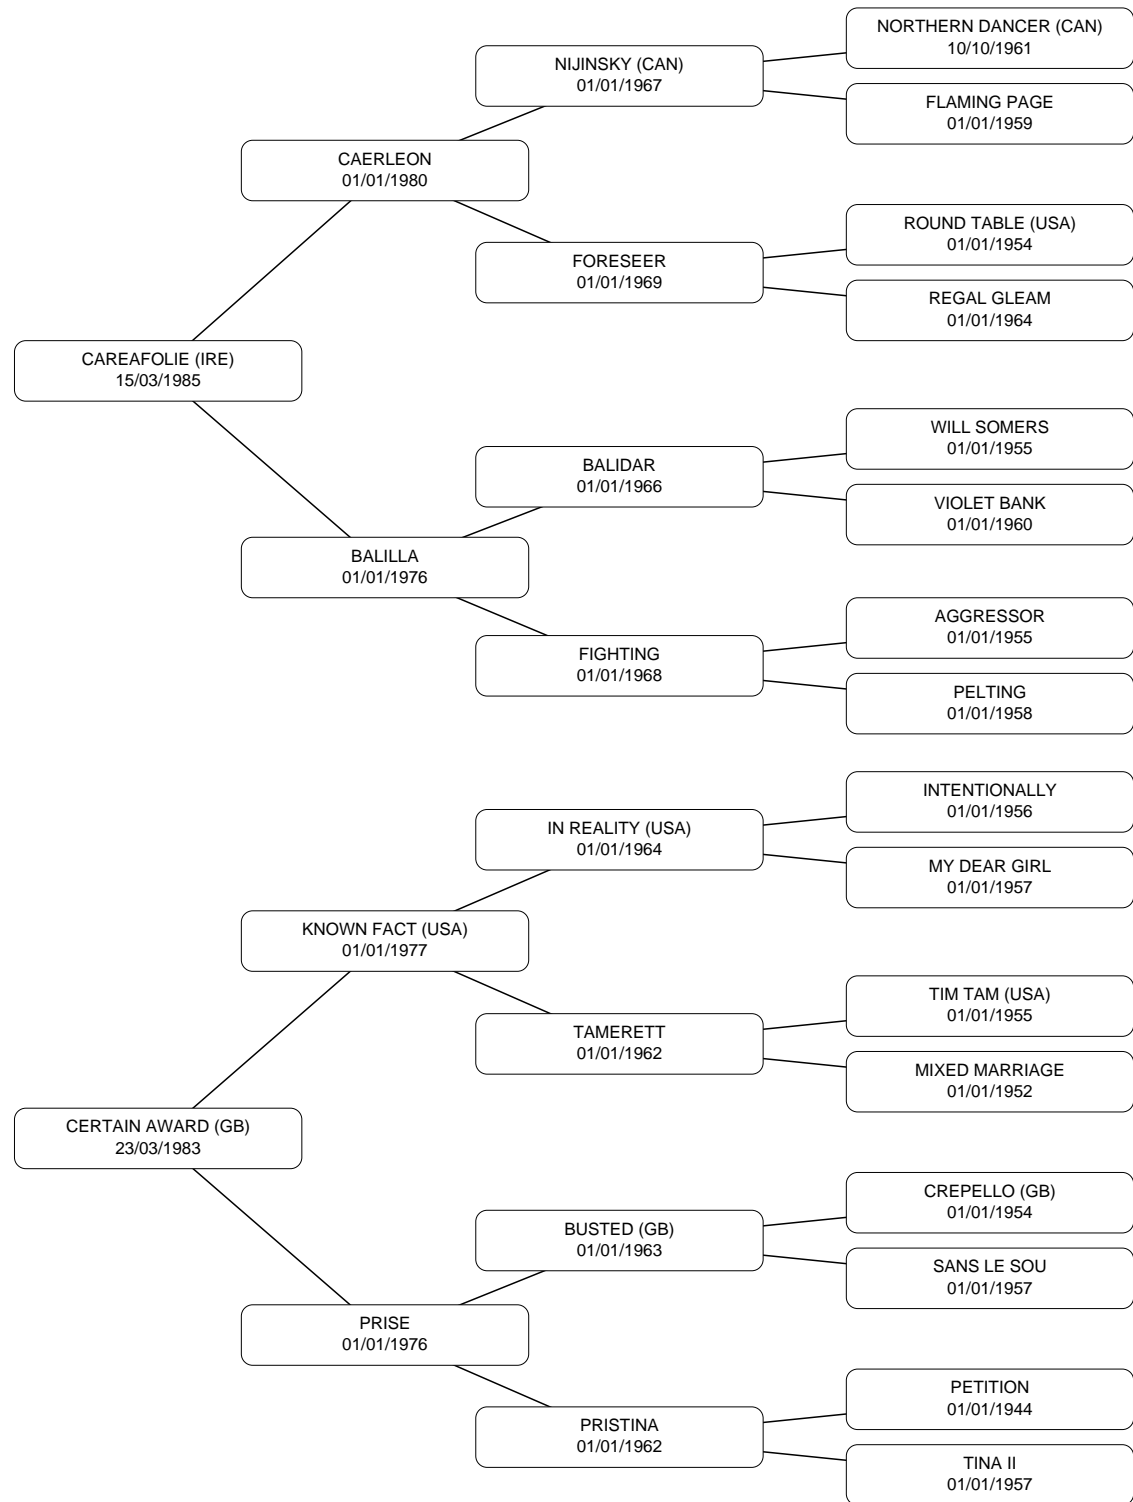 NORTHERN DANCER (CAN)
10/10/1961
NIJINSKY (CAN)
01/01/1967
FLAMING PAGE
01/01/1959
CAERLEON
01/01/1980
ROUND TABLE (USA)
01/01/1954
FORESEER
01/01/1969
REGAL GLEAM
01/01/1964
CAREAFOLIE (IRE)
15/03/1985
WILL SOMERS
01/01/1955
BALIDAR
01/01/1966
VIOLET BANK
01/01/1960
BALILLA
01/01/1976
AGGRESSOR
01/01/1955
FIGHTING
01/01/1968
PELTING
01/01/1958
INTENTIONALLY
01/01/1956
IN REALITY (USA)
01/01/1964
MY DEAR GIRL
01/01/1957
KNOWN FACT (USA)
01/01/1977
TIM TAM (USA)
01/01/1955
TAMERETT
01/01/1962
MIXED MARRIAGE
01/01/1952
CERTAIN AWARD (GB)
23/03/1983
CREPELLO (GB)
01/01/1954
BUSTED (GB)
01/01/1963
SANS LE SOU
01/01/1957
PRISE
01/01/1976
PETITION
01/01/1944
PRISTINA
01/01/1962
TINA II
01/01/1957